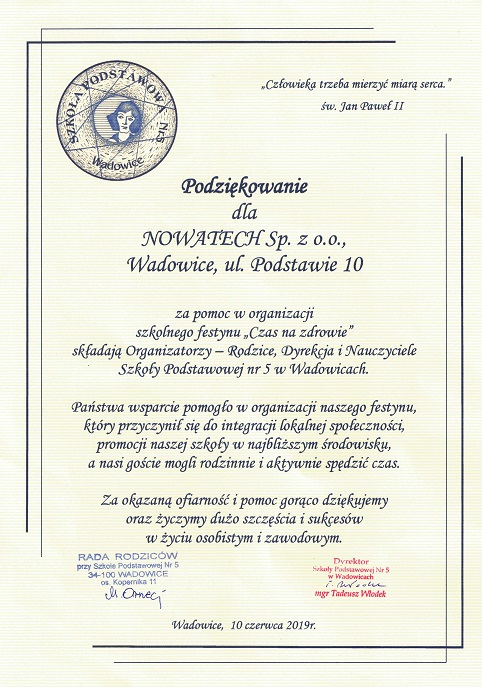 SZKOŁA PODSTAWOWA Nr 5
Wadowice
„Człowieka trzeba mierzyć miarą serca."
św. Jan Paweł II
Podziękowanie
dla
NOWATECH Sp. z o.o.,
Wadowice, ul. Podstawie 10
za pomoc w organizacji
szkolnego festynu „Czas na zdrowie"
składają Organizatorzy – Rodzice, Dyrekcja i Nauczyciele
Szkoły Podstawowej nr 5 w Wadowicach.
Państwa wsparcie pomogło w organizacji naszego festynu,
który przyczynił się do integracji lokalnej społeczności,
promocji naszej szkoły w najbliższym środowisku,
a nasi goście mogli rodzinnie i aktywnie spędzić czas.
Za okazaną ofiarność i pomoc gorąco dziękujemy
oraz życzymy dużo szczęścia i sukcesów
w życiu osobistym i zawodowym.
RADA RODZICÓW
przy Szkole Podstawowej Nr 5
34-100 WADOWICE
os. Kopernika 11
Dyrektor
Szkoły Podstawowej Nr 5
w Wadowicach
mgr Tadeusz Włodek
Wadowice, 10 czerwca 2019r.